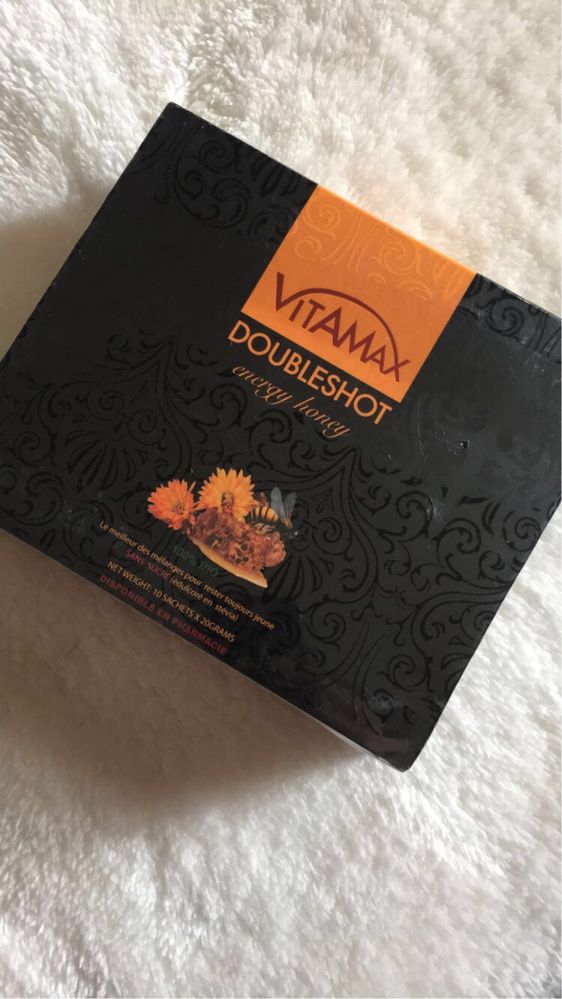 VITAMAX
DOUBLESHOT
energy honey
100% BIO
Le meilleur des mélanges pour rester toujours jeune
SANS SUCRE (édulcoré en stévia)
NET WEIGHT: 10 SACHETS X 20GRAMS
DISPONIBLE EN PHARMACIE